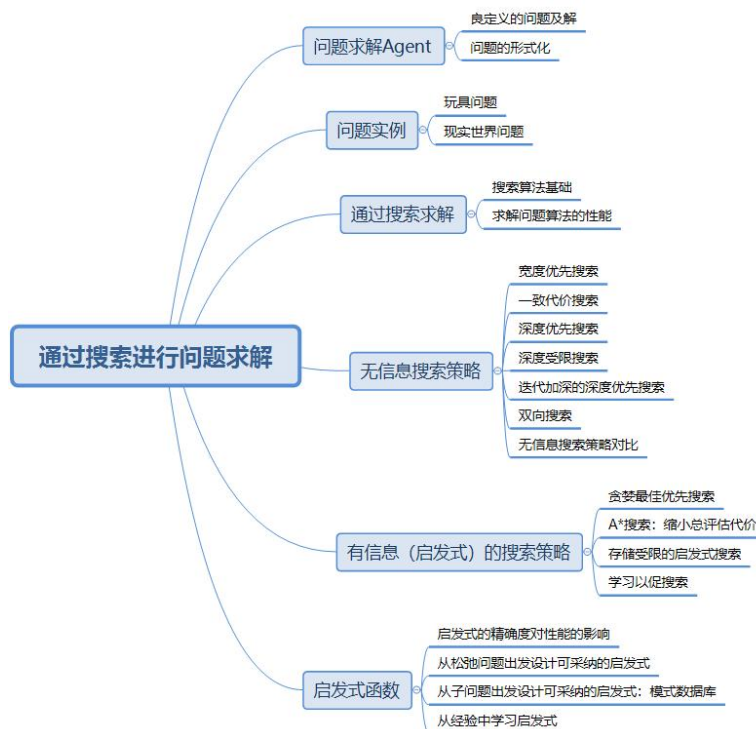 通过搜索进行问题求解
问题求解Agent
良定义的问题及解
问题的形式化
问题实例
玩具问题
现实世界问题
通过搜索求解
搜索算法基础
求解问题算法的性能
无信息搜索策略
宽度优先搜索
一致代价搜索
深度优先搜索
深度受限搜索
迭代加深的深度优先搜索
双向搜索
无信息搜索策略对比
有信息（启发式）的搜索策略
贪婪最佳优先搜索
A*搜索：缩小总评估代价
存储受限的启发式搜索
学习以促搜索
启发式函数
启发式的精确度对性能的影响
从松弛问题出发设计可采纳的启发式
从子问题出发设计可采纳的启发式：模式数据库
从经验中学习启发式